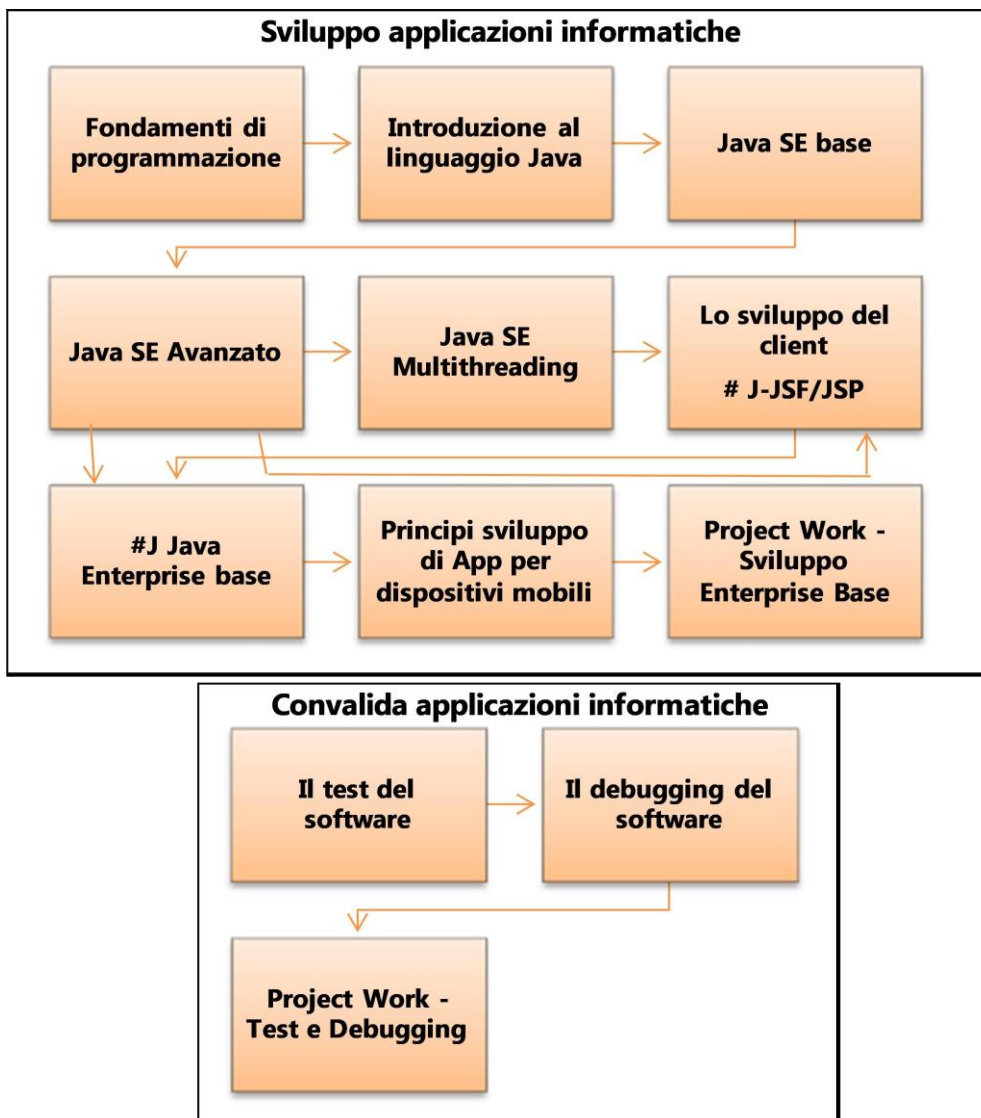 Sviluppo applicazioni informatiche
Fondamenti di
programmazione
Introduzione al
linguaggio Java
Java SE base
Java SE Avanzato
Java SE
Multithreading
Lo sviluppo del
client
# J-JSF/JSP
#J Java
Enterprise base
Principi sviluppo
di App per
dispositivi mobili
Project Work -
Sviluppo
Enterprise Base
Convalida applicazioni informatiche
Il test del
software
Il debugging del
software
Project Work -
Test e Debugging